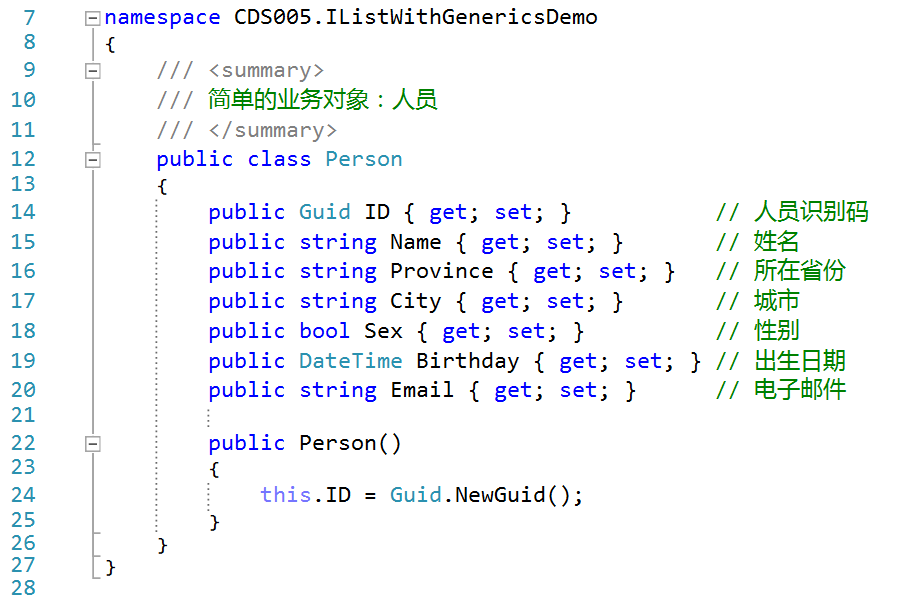 7 namespace CDS005.IListWithGenericsDemo
8 {
9 /// <summary>
10 /// 简单的业务对象：人员
11 /// </summary>
12 public class Person
13 {
14 public Guid ID { get; set; } // 人员识别码
15 public string Name { get; set; } // 姓名
16 public string Province { get; set; } // 所在省份
17 public string City { get; set; } // 城市
18 public bool Sex { get; set; } // 性别
19 public DateTime Birthday { get; set; } // 出生日期
20 public string Email { get; set; } // 电子邮件
21
22 public Person()
23 {
24 this.ID = Guid.NewGuid();
25 }
26 }
27 }
28